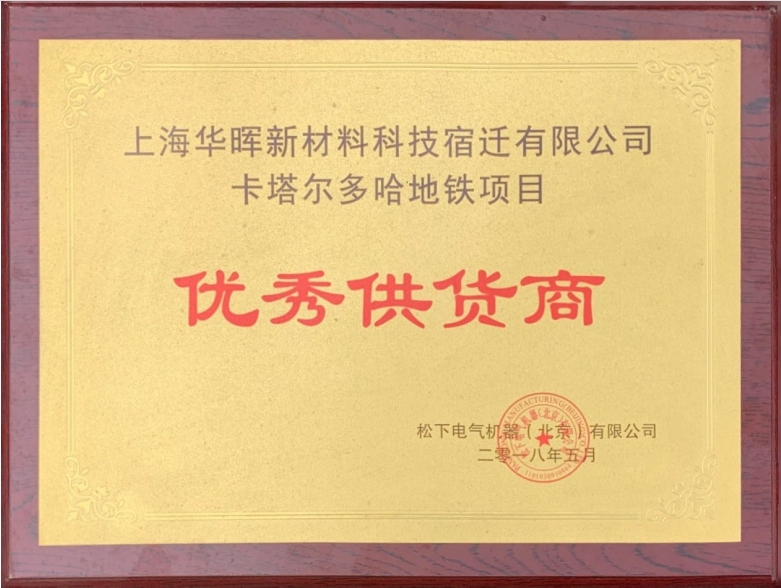 上海华晖新材料科技宿迁有限公司
卡塔尔多哈地铁项目
优秀供货商
松下电气机器（北京）有限公司
二零一八年五月